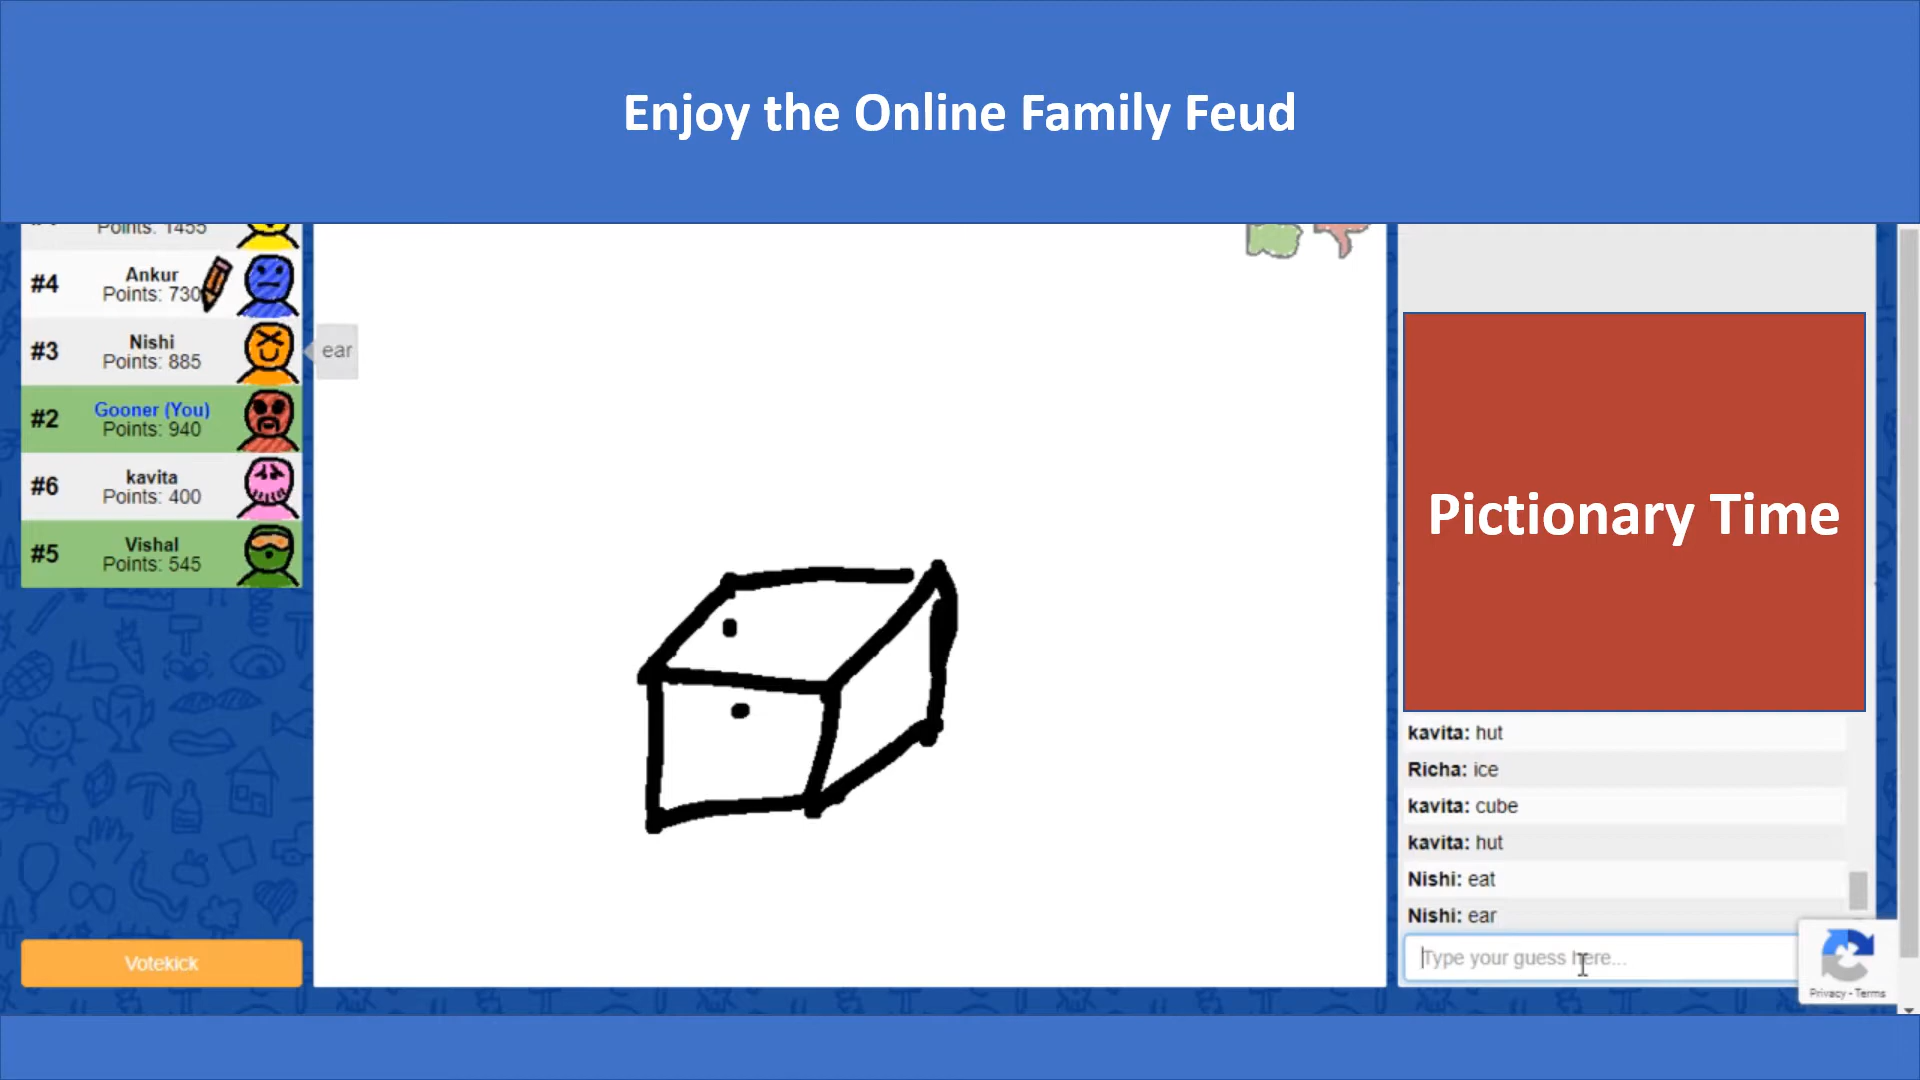 Enjoy the Online Family Feud
Points: 1455
#4
Ankur
Points: 730
#3
Nishi
Points: 885
ear
#2
Gooner (You)
Points: 940
#6
kavita
Points: 400
#5
Vishal
Points: 545
Votekick
Pictionary Time
kavita: hut
Richa: ice
kavita: cube
kavita: hut
Nishi: eat
Nishi: ear
Type your guess here...
Privacy - Terms